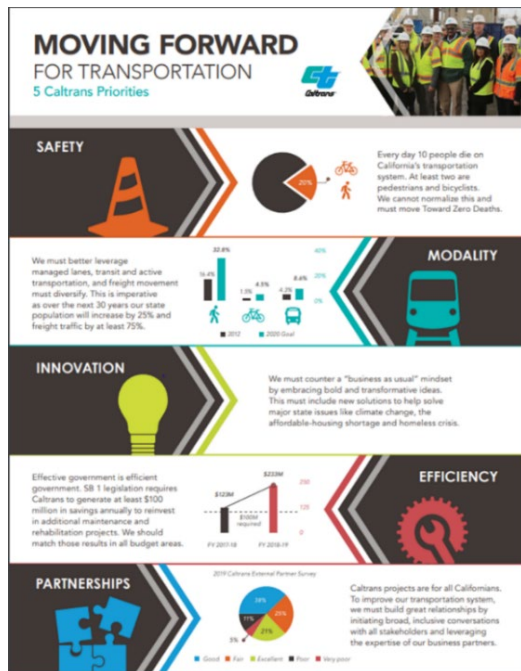 MOVING FORWARD
FOR TRANSPORTATION
5 Caltrans Priorities
Ct
Caltrans
SAFETY
20%
Every day 10 people die on
California's transportation
system. At least two are
pedestrians and bicyclists.
We cannot normalize this and
must move Toward Zero Deaths.
We must better leverage
managed lanes, transit and active
transportation, and freight movement
must diversify. This is imperative
as over the next 30 years our state
population will increase by 25% and
freight traffic by at least 75%.
32.8%
16.4%
1.5%
4.5%
4.3%
8.6%
40%
20%
0%
2012
2020 Goal
MODALITY
INNOVATION
We must counter a "business as usual" mindset
by embracing bold and transformative ideas.
This must include new solutions to help solve
major state issues like climate change, the
affordable-housing shortage and homeless crisis.
Effective government is efficient
government. SB 1 legislation requires
Caltrans to generate at least $100
million in savings annually to reinvest
in additional maintenance and
rehabilitation projects. We should
match those results in all budget areas.
$123M
$233M
$100M
required
0
FY 2017-18
FY 2018-19
EFFICIENCY
PARTNERSHIPS
2019 Caltrans External Partner Survey
25%
21%
11%
Good
Fair
Excellent
Poor
Very poor
Caltrans projects are for all Californians.
To improve our transportation system,
we must build great relationships by
initiating broad, inclusive conversations
with all stakeholders and leveraging
the expertise of our business partners.